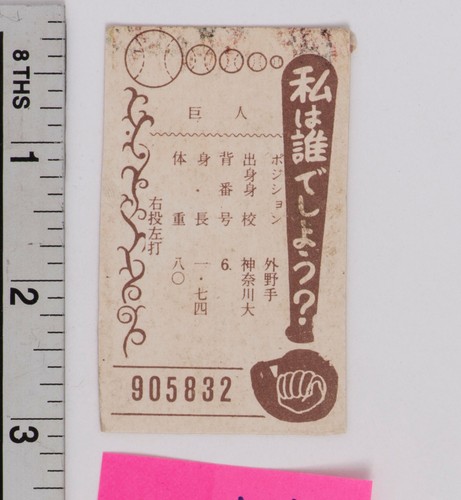 私は誰でしょう?
巨人
ポジション 外野手
出身校 神奈川大
背番号 6.
身・長 一・七四
体重 八〇
右投左打
905832
8 THS
1
2
3